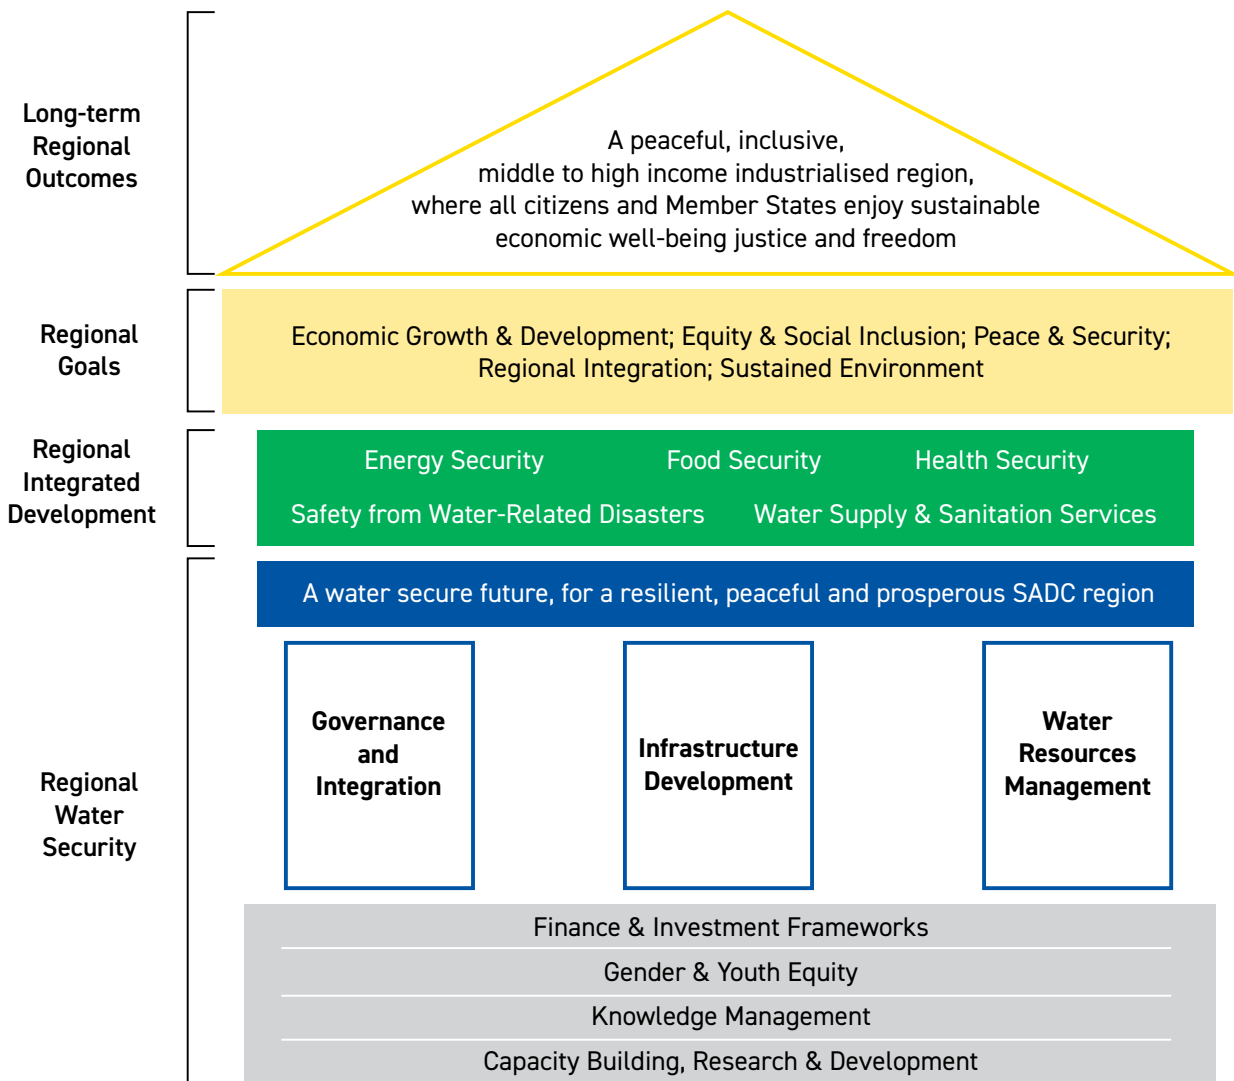 Long-term
Regional
Outcomes
A peaceful, inclusive,
middle to high income industrialised region,
where all citizens and Member States enjoy sustainable
economic well-being justice and freedom
Regional
Goals
Economic Growth & Development; Equity & Social Inclusion; Peace & Security;
Regional Integration; Sustained Environment
Regional
Integrated
Development
Energy Security
Food Security
Health Security
Safety from Water-Related Disasters
Water Supply & Sanitation Services
Regional
Water
Security
A water secure future, for a resilient, peaceful and prosperous SADC region
Governance
and
Integration
Infrastructure
Development
Water
Resources
Management
Finance & Investment Frameworks
Gender & Youth Equity
Knowledge Management
Capacity Building, Research & Development